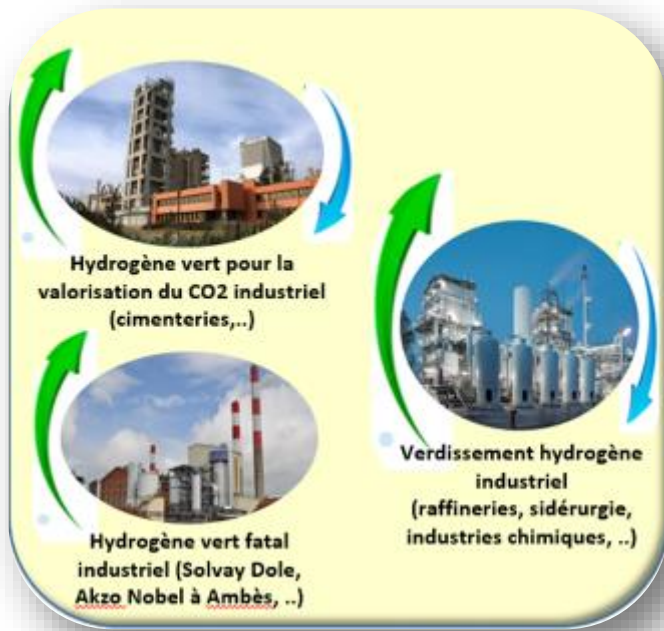 Hydrogène vert pour la
valorisation du CO2 industriel
(cimenteries,..)
Hydrogène vert fatal
industriel (Solvay Dole,
Akzo Nobel à Ambès, ..)
Verdissement hydrogène
industriel
(raffineries, sidérurgie,
industries chimiques, ..)